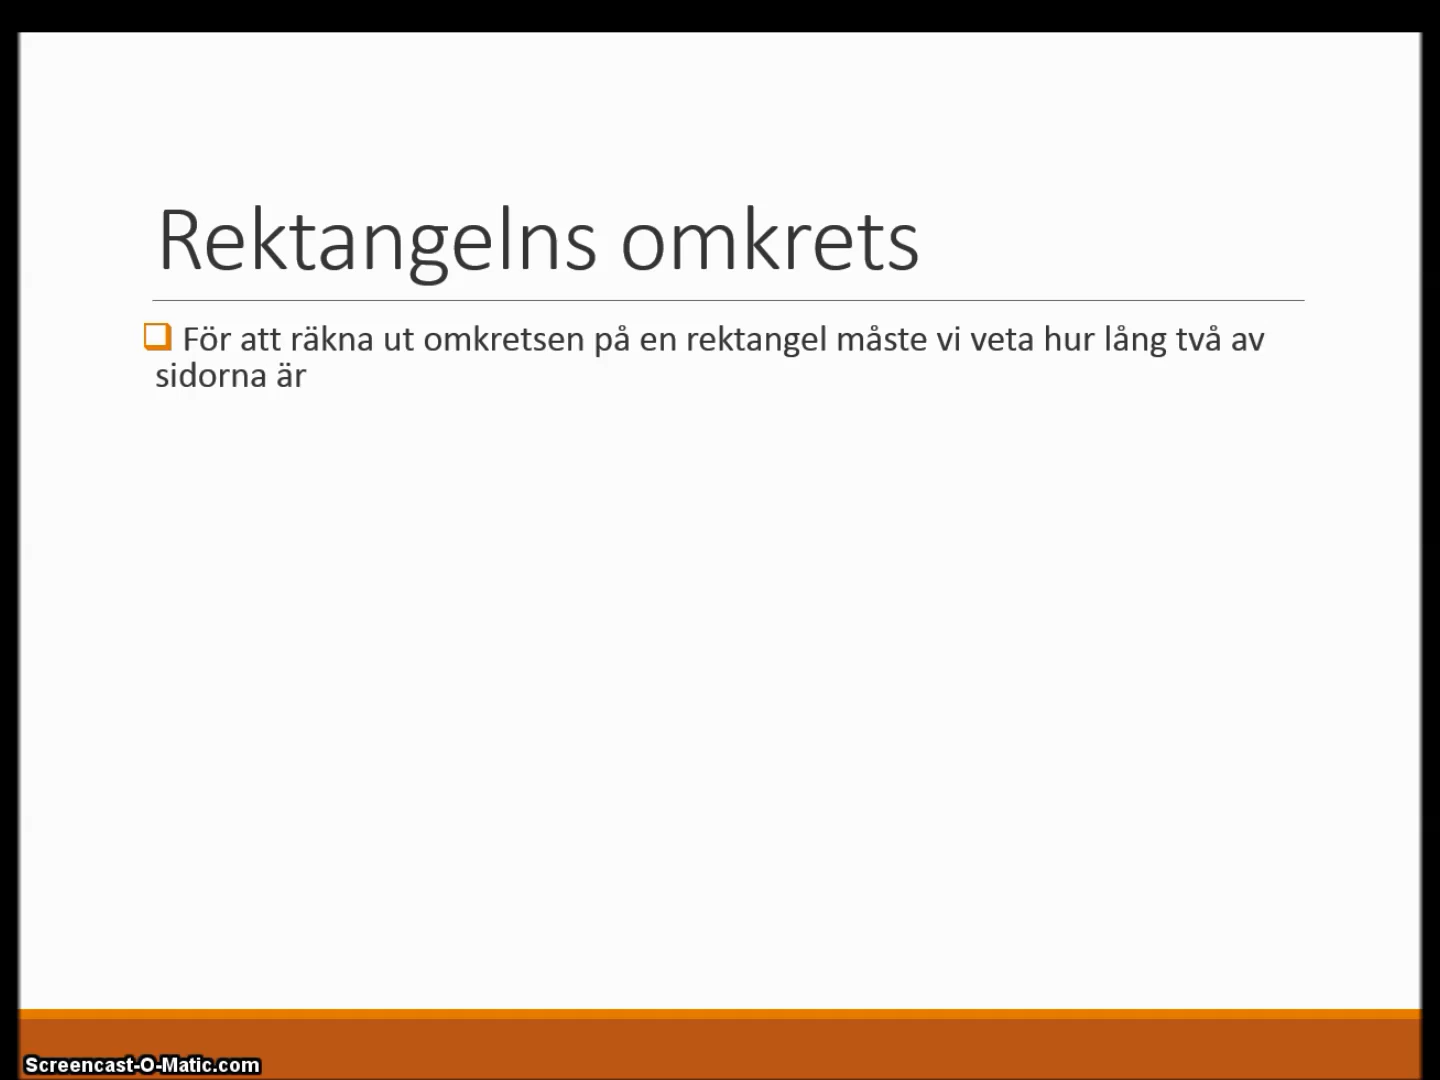 Rektangelns omkrets
För att räkna ut omkretsen på en rektangel måste vi veta hur lång två av
sidorna är
Screencast-O-Matic.com